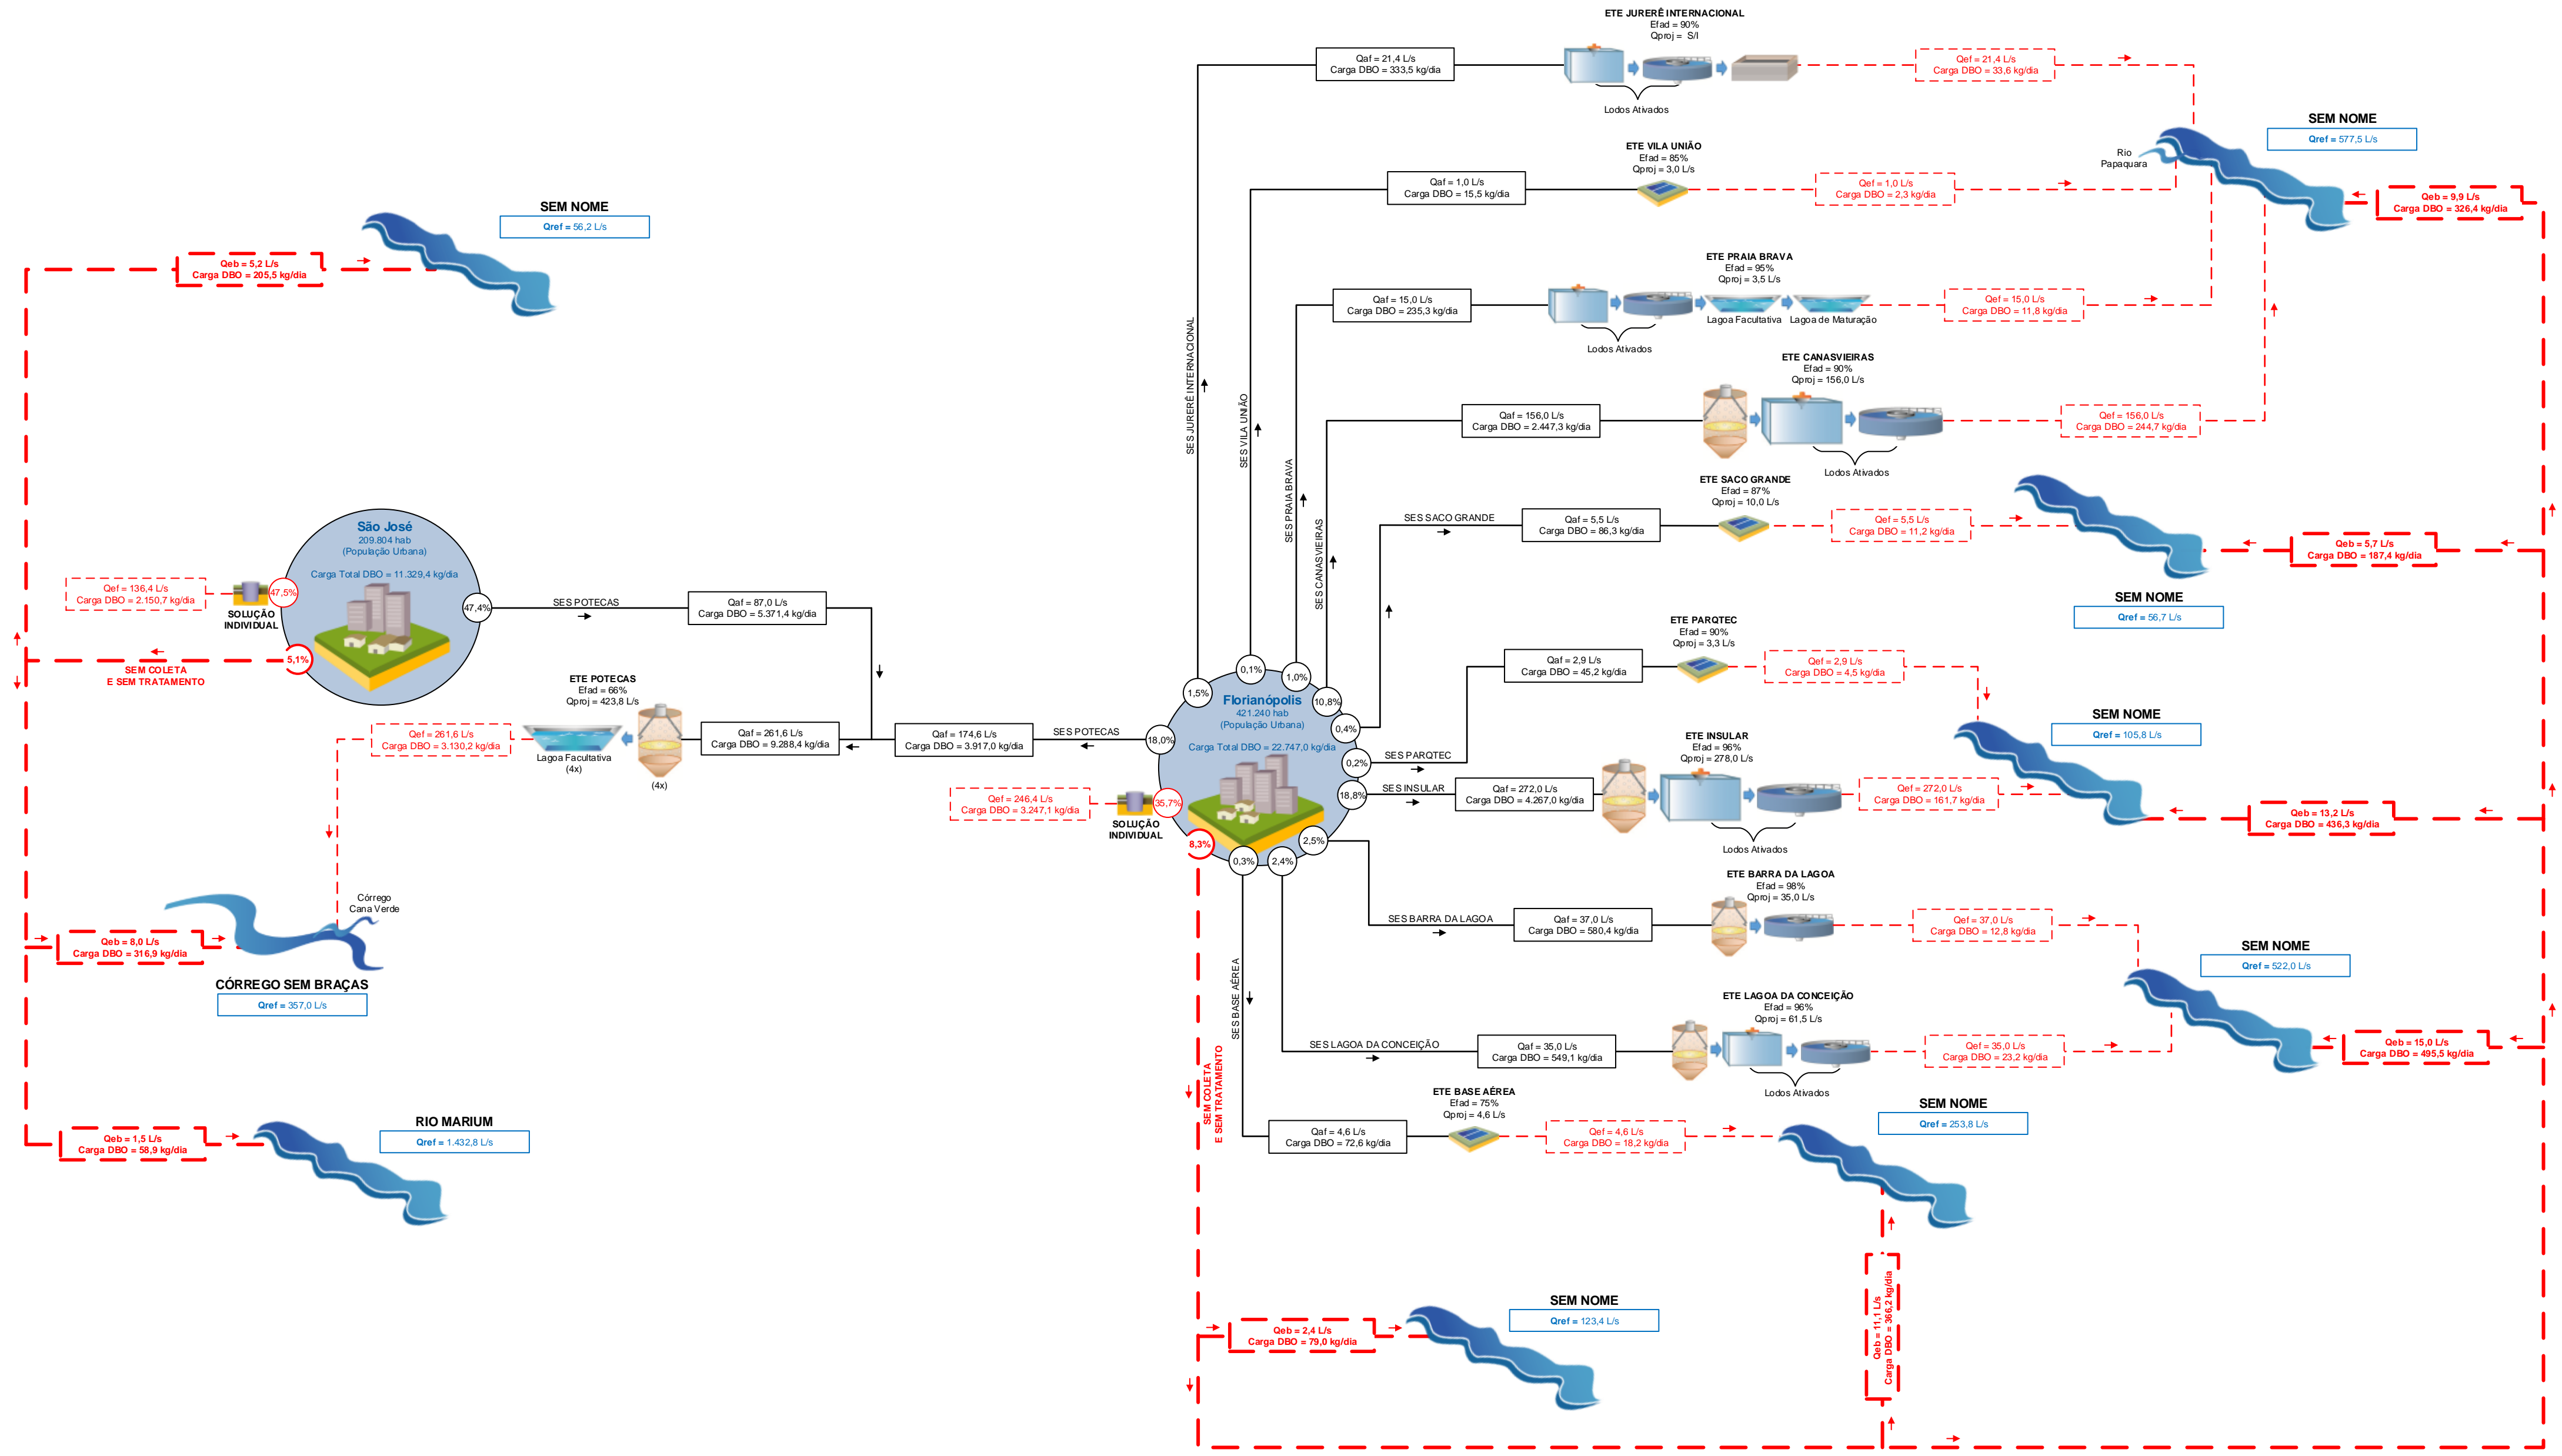 ETE JURERÊ INTERNACIONAL
Efad = 90%
Qproj = S/I
Qaf = 21,4 L/s
Carga DBO = 333,5 kg/dia
Lodos Ativados
Qef = 21,4 L/s
Carga DBO = 33,6 kg/dia
SEM NOME
Qref = 577,5 L/s
Rio
Papaquara
ETE VILA UNIÃO
Efad = 85%
Qproj = 3,0 L/s
Qaf = 1,0 L/s
Carga DBO = 15,5 kg/dia
Qef = 1,0 L/s
Carga DBO = 2,3 kg/dia
Qeb = 9,9 L/s
Carga DBO = 326,4 kg/dia
SEM NOME
Qref = 56,2 L/s
Qeb = 5,2 L/s
Carga DBO = 205,5 kg/dia
ETE PRAIA BRAVA
Efad = 95%
Qproj = 3,5 L/s
Qaf = 15,0 L/s
Carga DBO = 235,3 kg/dia
Lagoa Facultativa
Lagoa de Maturação
Lodos Ativados
Qef = 15,0 L/s
Carga DBO = 11,8 kg/dia
SES JURERÊ INTERNACIONAL
SES VILA UNIÃO
SES PRAIA BRAVA
SES CANASVIEIRAS
ETE CANASVIEIRAS
Efad = 90%
Qproj = 156,0 L/s
Qaf = 156,0 L/s
Carga DBO = 2.447,3 kg/dia
Lodos Ativados
Qef = 156,0 L/s
Carga DBO = 244,7 kg/dia
ETE SACO GRANDE
Efad = 87%
Qproj = 10,0 L/s
SES SACO GRANDE
Qaf = 5,5 L/s
Carga DBO = 86,3 kg/dia
Qef = 5,5 L/s
Carga DBO = 11,2 kg/dia
Qeb = 5,7 L/s
Carga DBO = 187,4 kg/dia
SEM NOME
Qref = 56,7 L/s
São José
209.804 hab
(População Urbana)
Carga Total DBO = 11.329,4 kg/dia
Qef = 136,4 L/s
Carga DBO = 2.150,7 kg/dia
SOLUÇÃO
INDIVIDUAL
47,5%
47,4%
5,1%
SEM COLETA
E SEM TRATAMENTO
SES POTECAS
Qaf = 87,0 L/s
Carga DBO = 5.371,4 kg/dia
ETE POTECAS
Efad = 66%
Qproj = 423,8 L/s
Qef = 261,6 L/s
Carga DBO = 3.130,2 kg/dia
Lagoa Facultativa
(4x)
(4x)
Qaf = 261,6 L/s
Carga DBO = 9.288,4 kg/dia
Qaf = 174,6 L/s
Carga DBO = 3.917,0 kg/dia
SES POTECAS
Florianópolis
421.240 hab
(População Urbana)
Carga Total DBO = 22.747,0 kg/dia
1,5%
0,1%
1,0%
10,8%
0,4%
0,2%
18,8%
2,5%
2,4%
0,3%
8,3%
35,7%
18,0%
Qef = 246,4 L/s
Carga DBO = 3.247,1 kg/dia
SOLUÇÃO
INDIVIDUAL
ETE PARQTEC
Efad = 90%
Qproj = 3,3 L/s
SES PARQTEC
Qaf = 2,9 L/s
Carga DBO = 45,2 kg/dia
Qef = 2,9 L/s
Carga DBO = 4,5 kg/dia
SEM NOME
Qref = 105,8 L/s
ETE INSULAR
Efad = 96%
Qproj = 278,0 L/s
SES INSULAR
Qaf = 272,0 L/s
Carga DBO = 4.267,0 kg/dia
Lodos Ativados
Qef = 272,0 L/s
Carga DBO = 161,7 kg/dia
Qeb = 13,2 L/s
Carga DBO = 436,3 kg/dia
ETE BARRA DA LAGOA
Efad = 98%
Qproj = 35,0 L/s
SES BARRA DA LAGOA
Qaf = 37,0 L/s
Carga DBO = 580,4 kg/dia
Qef = 37,0 L/s
Carga DBO = 12,8 kg/dia
SEM NOME
Qref = 522,0 L/s
Córrego
Cana Verde
Qeb = 8,0 L/s
Carga DBO = 316,9 kg/dia
CÓRREGO SEM BRAÇAS
Qref = 357,0 L/s
ETE LAGOA DA CONCEIÇÃO
Efad = 96%
Qproj = 61,5 L/s
SES LAGOA DA CONCEIÇÃO
Qaf = 35,0 L/s
Carga DBO = 549,1 kg/dia
Lodos Ativados
Qef = 35,0 L/s
Carga DBO = 23,2 kg/dia
Qeb = 15,0 L/s
Carga DBO = 495,5 kg/dia
SES BASE AÉREA
SEM COLETA
E SEM TRATAMENTO
ETE BASE AÉREA
Efad = 75%
Qproj = 4,6 L/s
Qaf = 4,6 L/s
Carga DBO = 72,6 kg/dia
Qef = 4,6 L/s
Carga DBO = 18,2 kg/dia
SEM NOME
Qref = 253,8 L/s
RIO MARIUM
Qref = 1.432,8 L/s
Qeb = 1,5 L/s
Carga DBO = 58,9 kg/dia
Qeb = 11,1 L/s
Carga DBO = 366,2 kg/dia
SEM NOME
Qref = 123,4 L/s
Qeb = 2,4 L/s
Carga DBO = 79,0 kg/dia